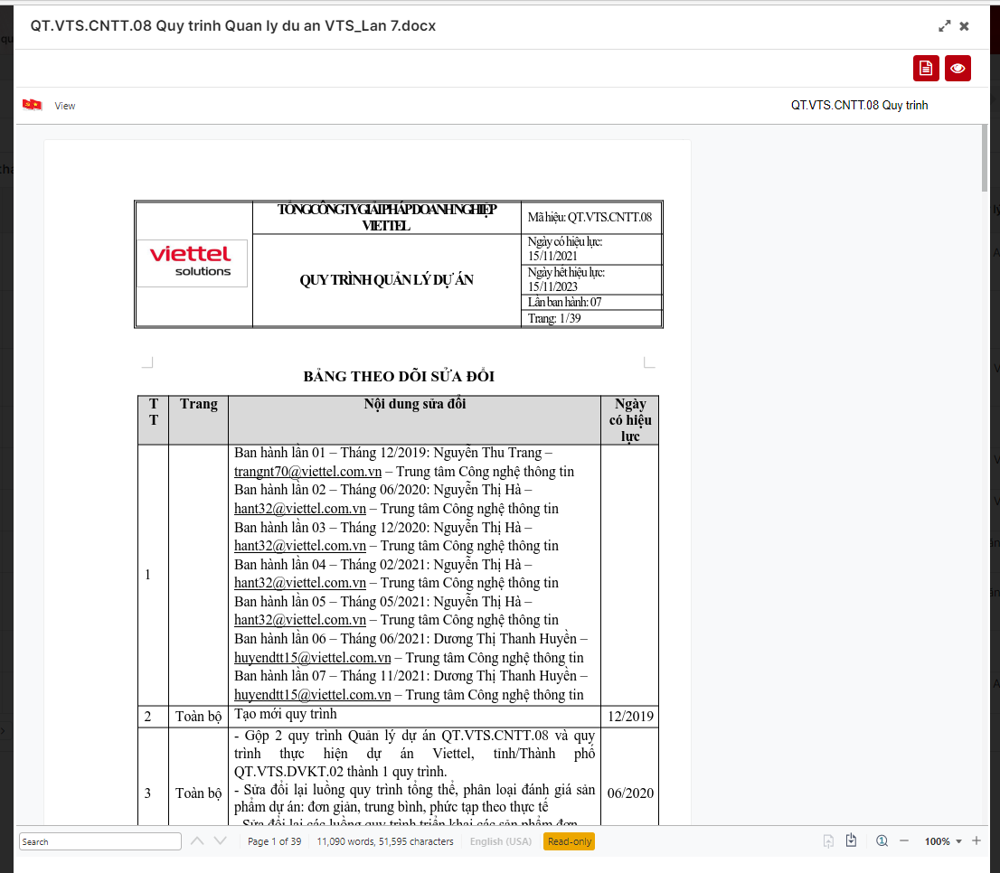 QT.VTS.CNTT.08 Quy trinh Quan ly du an VTS_Lan 7.docx
View
QT.VTS.CNTT.08 Quy trinh
viettel
solutions
TỔNG CÔNG TY GIẢI PHÁP DOANH NGHIỆP
VIETTEL
QUY TRÌNH QUẢN LÝ DỰ ÁN
Mã hiệu: QT.VTS.CNTT.08
Ngày có hiệu lực:
15/11/2021
Ngày hết hiệu lực:
15/11/2023
Lần ban hành: 07
Trang: 1/39
BẢNG THEO DÕI SỬA ĐỔI
T
T
Trang
Nội dung sửa đổi
Ngày
có hiệu
lực
1
Ban hành lần 01 – Tháng 12/2019: Nguyễn Thu Trang –
trangnt70@viettel.com.vn – Trung tâm Công nghệ thông tin
Ban hành lần 02 – Tháng 06/2020: Nguyễn Thị Hà –
hant32@viettel.com.vn – Trung tâm Công nghệ thông tin
Ban hành lần 03 – Tháng 12/2020: Nguyễn Thị Hà –
hant32@viettel.com.vn – Trung tâm Công nghệ thông tin
Ban hành lần 04 – Tháng 02/2021: Nguyễn Thị Hà –
hant32@viettel.com.vn – Trung tâm Công nghệ thông tin
Ban hành lần 05 – Tháng 05/2021: Nguyễn Thị Hà –
hant32@viettel.com.vn – Trung tâm Công nghệ thông tin
Ban hành lần 06 – Tháng 06/2021: Dương Thị Thanh Huyền –
huyendtt15@viettel.com.vn – Trung tâm Công nghệ thông tin
Ban hành lần 07 – Tháng 11/2021: Dương Thị Thanh Huyền –
huyendtt15@viettel.com.vn – Trung tâm Công nghệ thông tin
2 Toàn bộ Tạo mới quy trình 12/2019
3 Toàn bộ
- Gộp 2 quy trình Quản lý dự án QT.VTS.CNTT.08 và quy
trình thực hiện dự án Viettel, tỉnh/Thành phố
QT.VTS.DVKT.02 thành 1 quy trình.
- Sửa đổi lại luồng quy trình tổng thể, phân loại đánh giá sản
phẩm dự án: đơn giản, trung bình, phức tạp theo thực tế
- Sửa đổi lại các luồng quy trình triển khai các sản phẩm đơn
06/2020
Search
Page 1 of 39
11,090 words, 51,595 characters
English (USA)
Read-only
100%